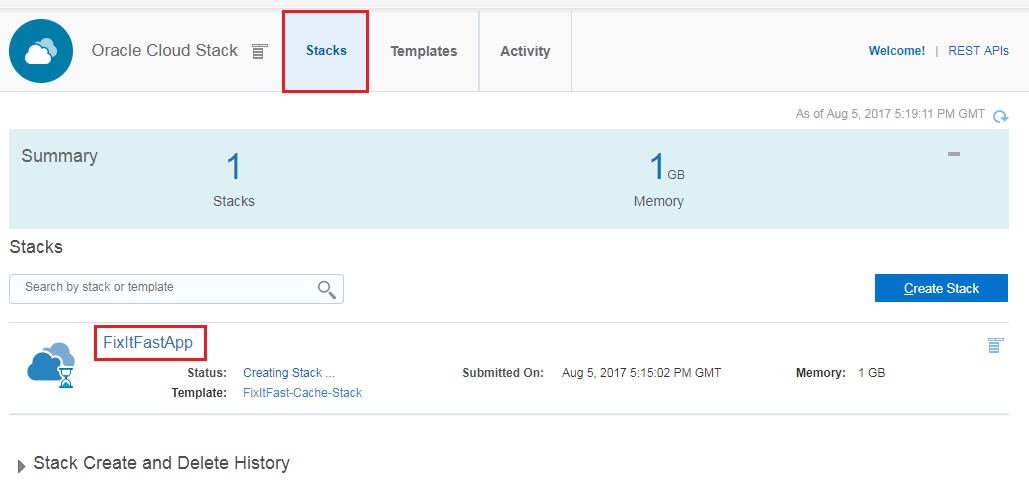 Oracle Cloud Stack
Stacks
Templates
Activity
Welcome! | REST APIs
As of Aug 5, 2017 5:19:11 PM GMT
Summary
1
Stacks
1 GB
Memory
Stacks
Search by stack or template
Create Stack
FixItFastApp
Status: Creating Stack ... Submitted On: Aug 5, 2017 5:15:02 PM GMT Memory: 1 GB
Template: FixItFast-Cache-Stack
Stack Create and Delete History